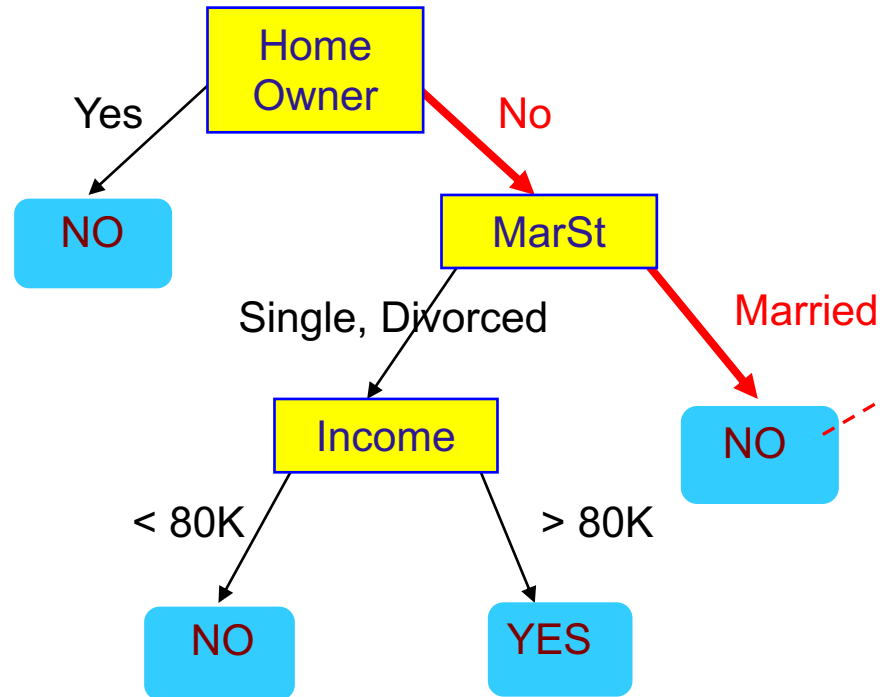 Home
Owner
Yes
No
NO
MarSt
Single, Divorced
Married
Income
NO
< 80K
> 80K
NO
YES